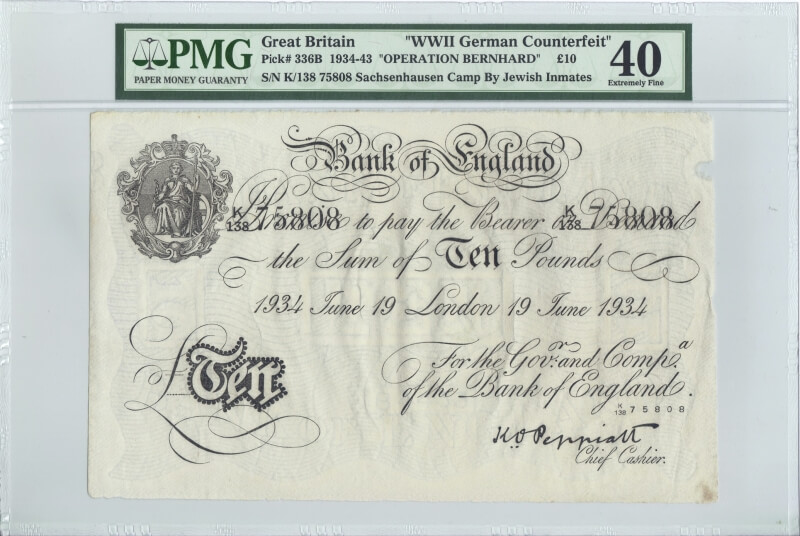 PMG
PAPER MONEY GUARANTY
Great Britain "WWII German Counterfeit"
Pick# 336B 1934-43 "OPERATION BERNHARD" £10
S/N K/138 75808 Sachsenhausen Camp By Jewish Inmates
40
Extremely Fine
Bank of England
K/138 75808 K/138 75808
I Promise to pay the Bearer on Demand
the Sum of Ten Pounds
1934 June 19 London 19 June 1934
£Ten
For the Govr. and Compa.
of the Bank of England.
K/138 75808
K O Peppiatt
Chief Cashier.